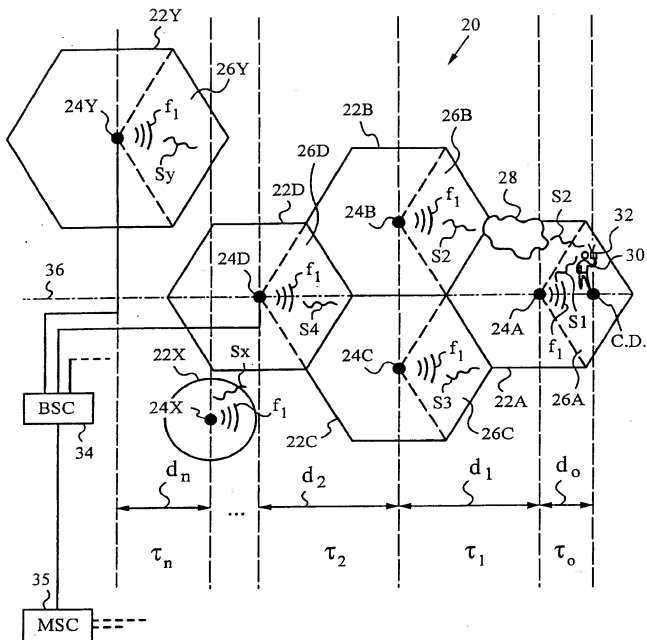 22Y
20
26Y
24Y
f1
Sy
22B
26B
26D
28
S2
32
22D
24B
f1
30
24D
f1
S2
36
S4
24A
f1
S1
C.D.
22X
Sx
24C
f1
24X
f1
S3
22A
26A
BSC
34
22C
26C
dn
d2
d1
do
...
τn
τ2
τ1
τo
35
MSC